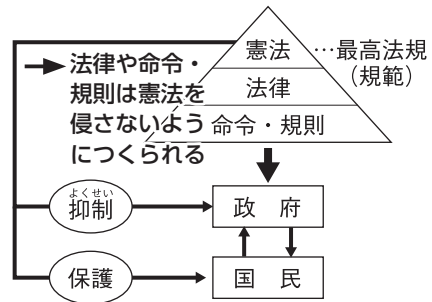 憲法
…最高法規
（規範）
法律
命令・規則
法律や命令・
規則は憲法を
侵さないよう
につくられる
よくせい
抑制
政 府
保護
国 民